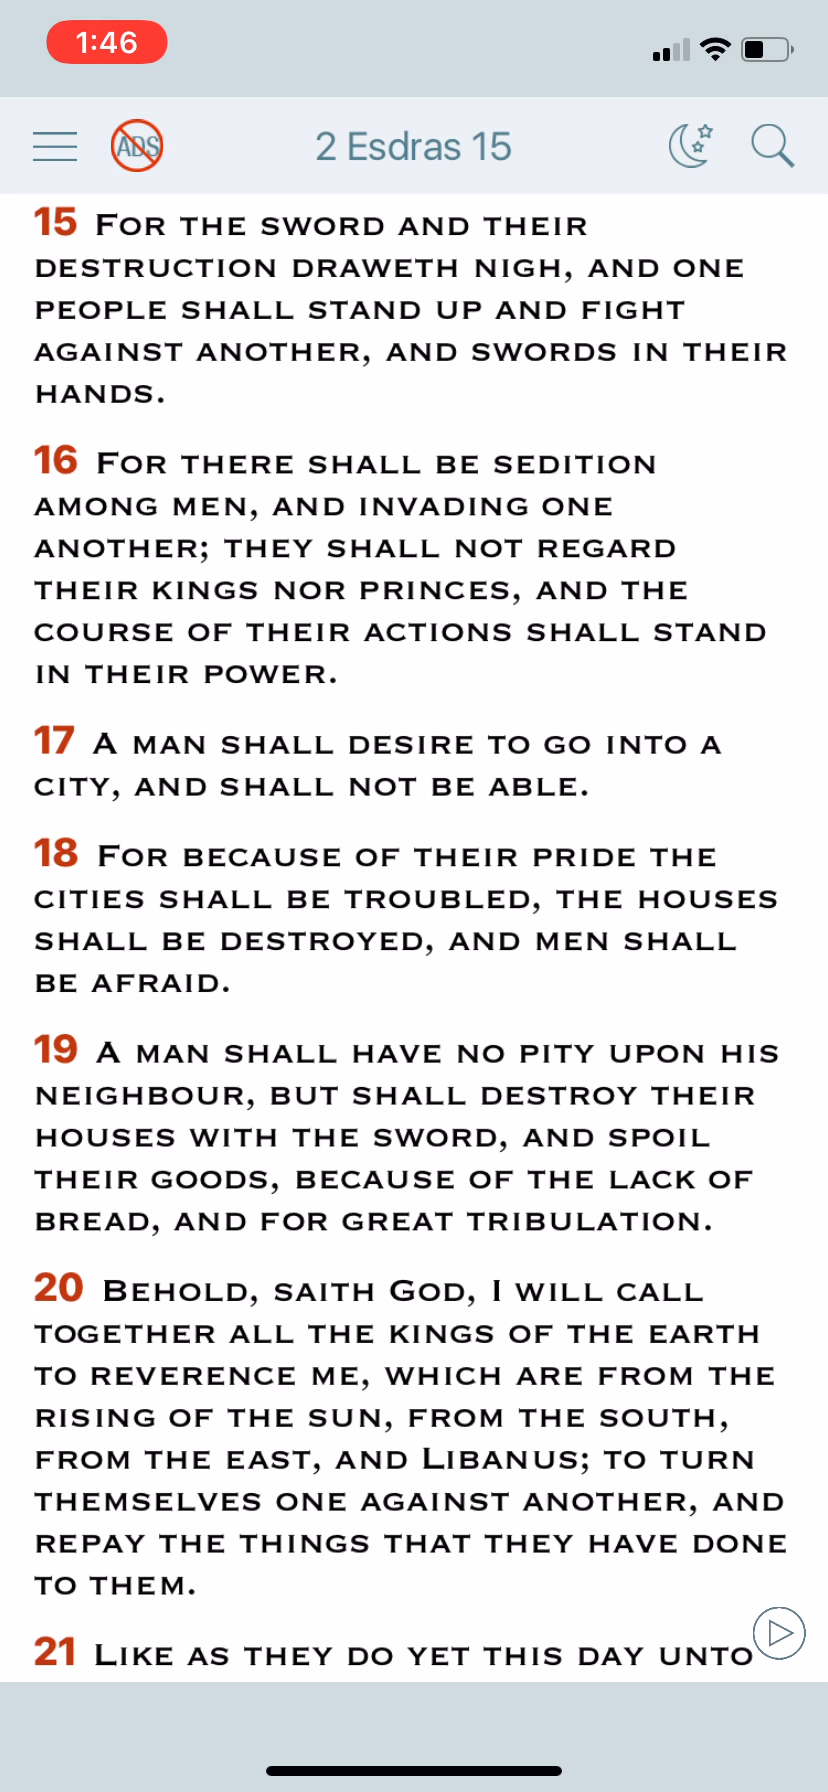 1:46
ADS
2 Esdras 15
15 For the sword and their
destruction draweth nigh, and one
people shall stand up and fight
against another, and swords in their
hands.
16 For there shall be sedition
among men, and invading one
another; they shall not regard
their kings nor princes, and the
course of their actions shall stand
in their power.
17 A man shall desire to go into a
city, and shall not be able.
18 For because of their pride the
cities shall be troubled, the houses
shall be destroyed, and men shall
be afraid.
19 A man shall have no pity upon his
neighbour, but shall destroy their
houses with the sword, and spoil
their goods, because of the lack of
bread, and for great tribulation.
20 Behold, saith God, I will call
together all the kings of the earth
to reverence me, which are from the
rising of the sun, from the south,
from the east, and Libanus; to turn
themselves one against another, and
repay the things that they have done
to them.
21 Like as they do yet this day unto